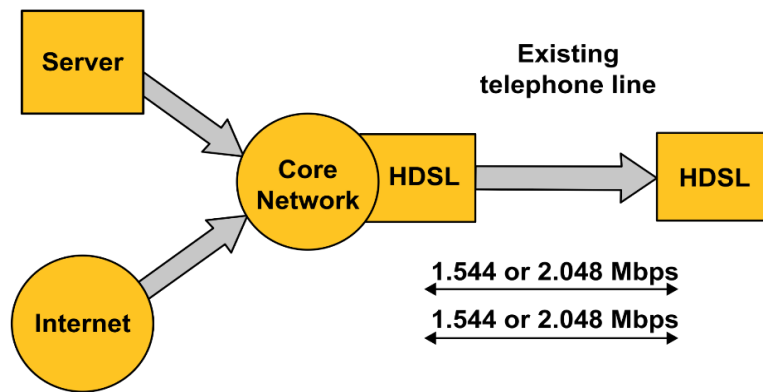 Server
Existing
telephone line
Core
Network
HDSL
HDSL
1.544 or 2.048 Mbps
1.544 or 2.048 Mbps
Internet